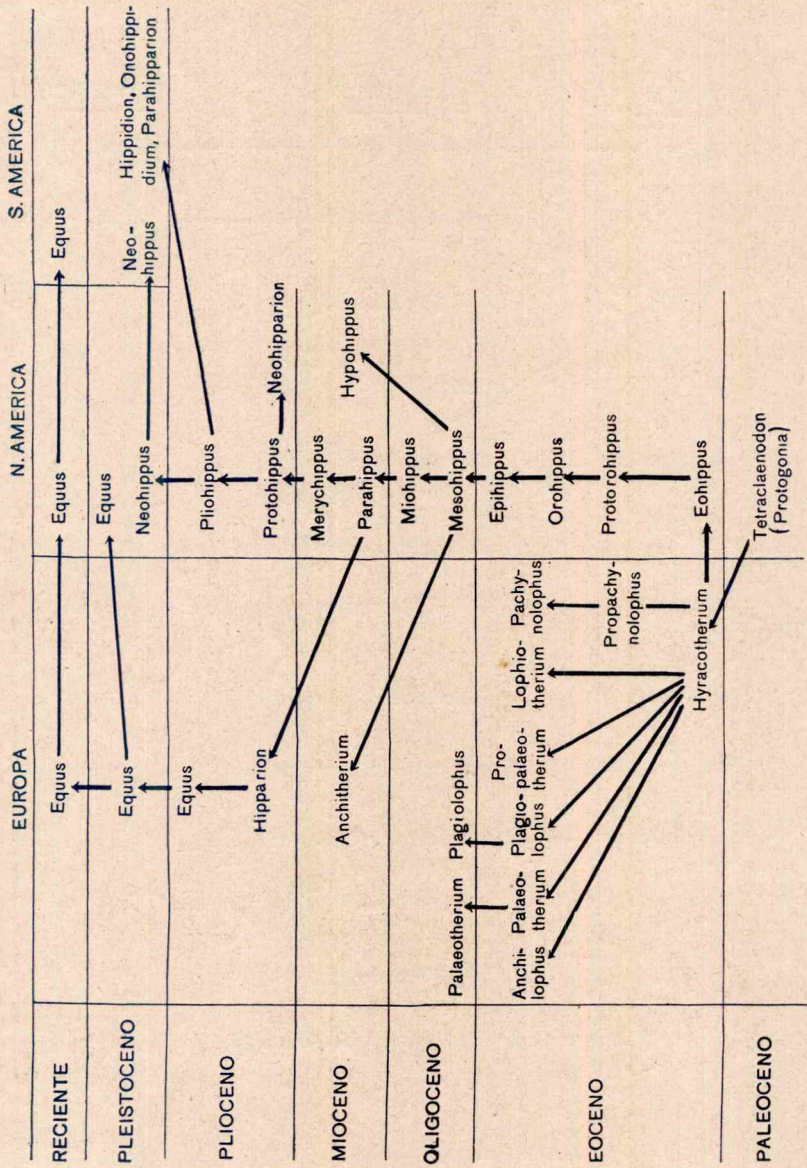 EUROPA
N. AMERICA
S. AMERICA
RECIENTE
Equus
Equus
Equus
PLEISTOCENO
Equus
Equus
Neohippus
Neo-
hippus
Hippidion, Onohippi-
dium, Parahipparion
PLIOCENO
Equus
Hipparion
Pliohippus
Protohippus
Neohipparion
MIOCENO
Anchitherium
Merychippus
Parahippus
Hypohippus
OLIGOCENO
Palaeotherium
Plagiolophus
Miohippus
Mesohippus
EOCENO
Anchi-
lophus
Palaeo-
therium
Plagio-
lophus
Pro-
palaeo-
therium
Lophio-
therium
Pachy-
nolophus
Propachy-
nolophus
Hyracotherium
Epihippus
Orohippus
Protorohippus
Eohippus
PALEOCENO
Tetraclaenodon
(Protogonia)